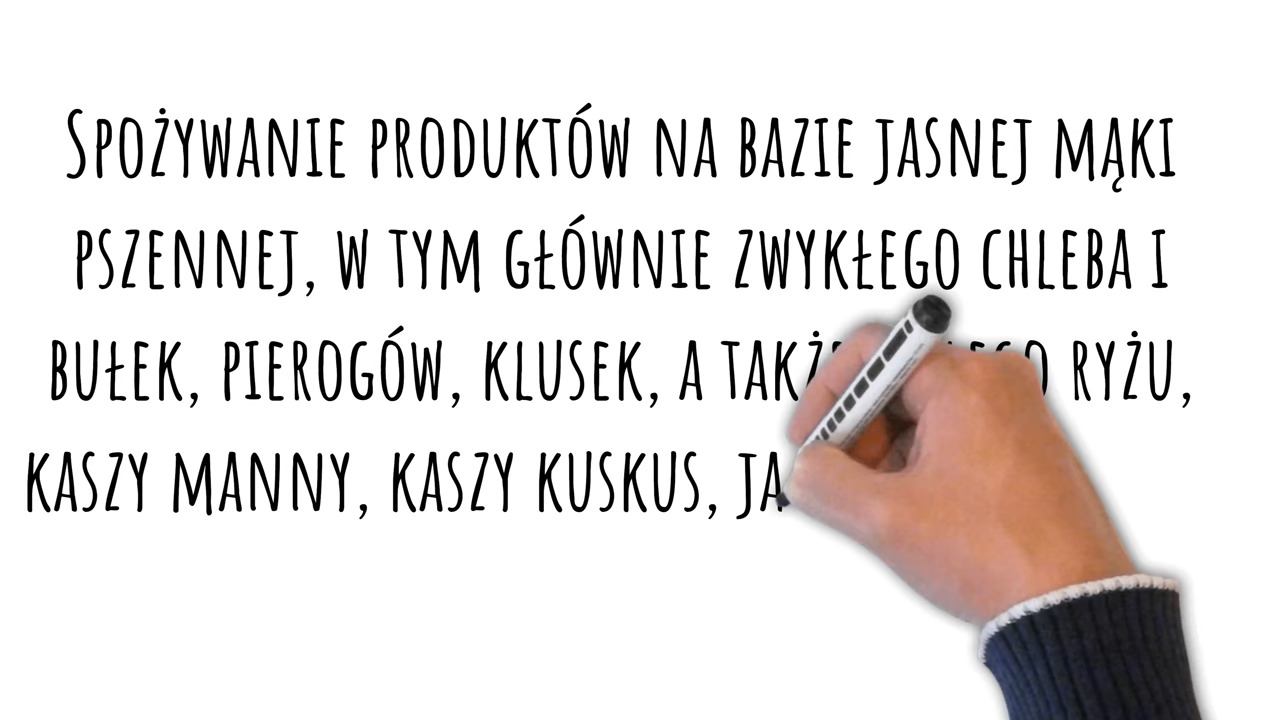 Spożywanie produktów na bazie jasnej mąki
pszennej, w tym głównie zwykłego chleba i
bułek, pierogów, klusek, a także ryżu,
kaszy manny, kaszy kuskus, ja